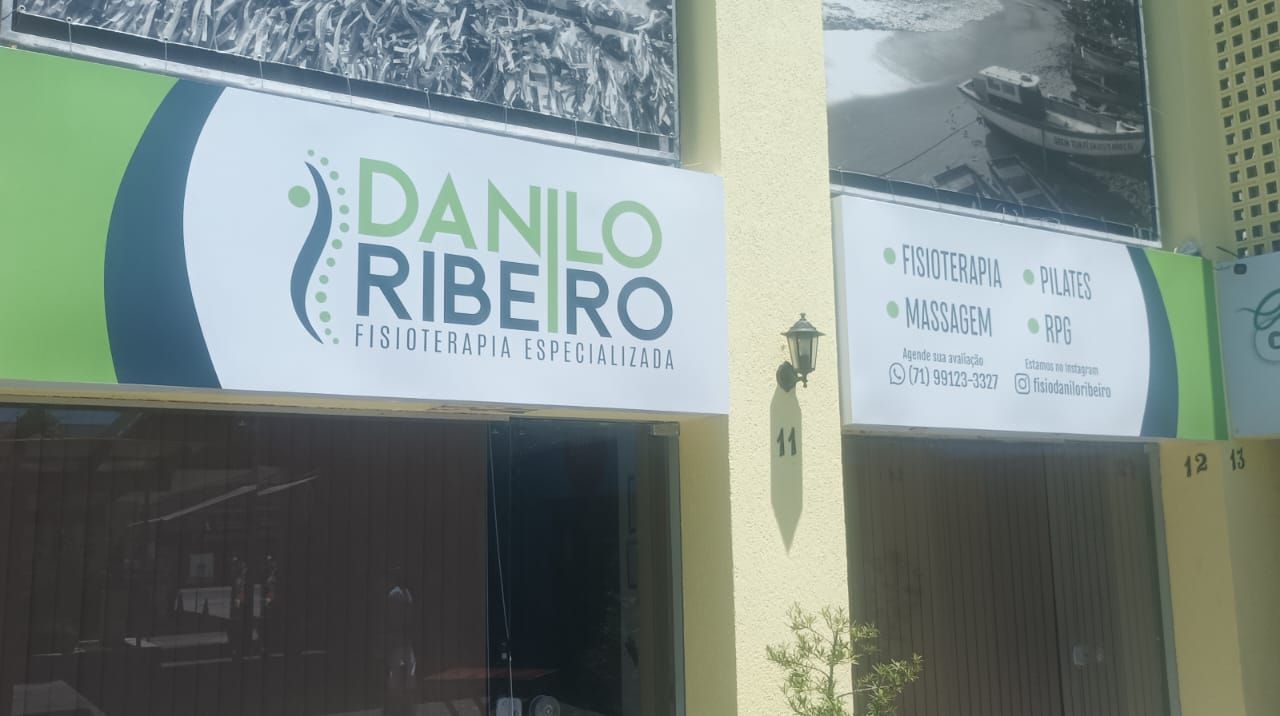 DANILO
RIBEIRO
FISIOTERAPIA ESPECIALIZADA
FISIOTERAPIA
MASSAGEM
PILATES
RPG
Agende sua avaliação
(71) 99123-3327
Estamos no Instagram
fisiodaniloribeiro
11
12
13